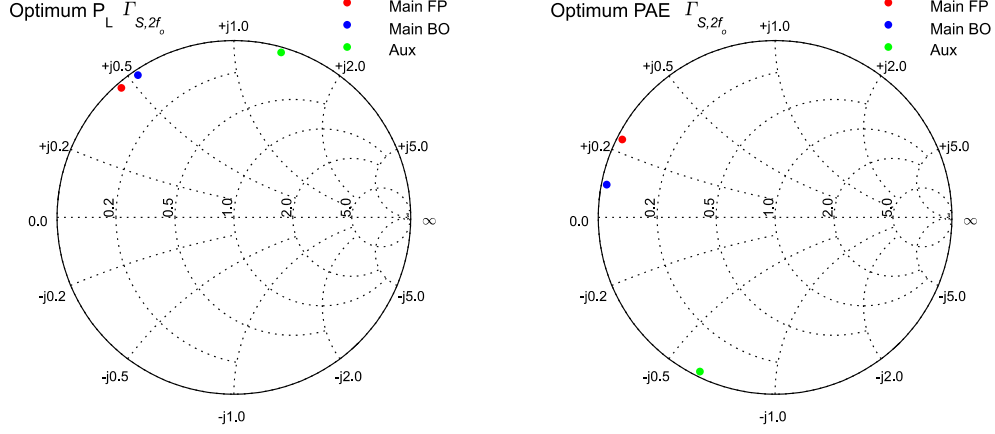 Optimum P_L Γ_S,2f_o
Main FP
Main BO
Aux
+j1.0
+j0.5
+j2.0
+j0.2
+j5.0
0.0
0.2
0.5
1.0
2.0
5.0
∞
-j0.2
-j5.0
-j0.5
-j2.0
-j1.0
Optimum PAE Γ_S,2f_o
Main FP
Main BO
Aux
+j1.0
+j0.5
+j2.0
+j0.2
+j5.0
0.0
0.2
0.5
1.0
2.0
5.0
∞
-j0.2
-j5.0
-j0.5
-j2.0
-j1.0